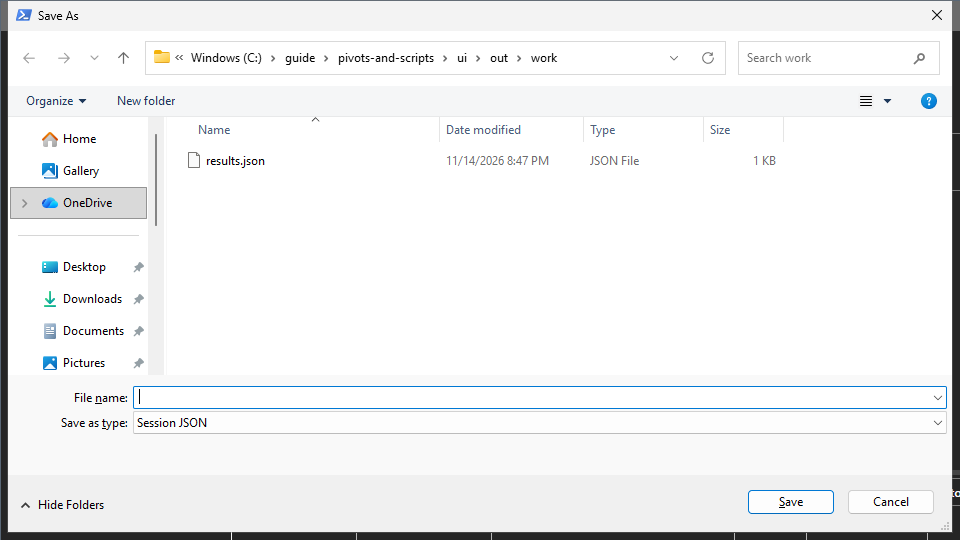 Save As
« Windows (C:) › guide › pivots-and-scripts › ui › out › work
Search work
Organize
New folder
Name
Date modified
Type
Size
results.json
11/14/2026 8:47 PM
JSON File
1 KB
Home
Gallery
OneDrive
Desktop
Downloads
Documents
Pictures
File name:
Save as type:
Session JSON
Hide Folders
Save
Cancel